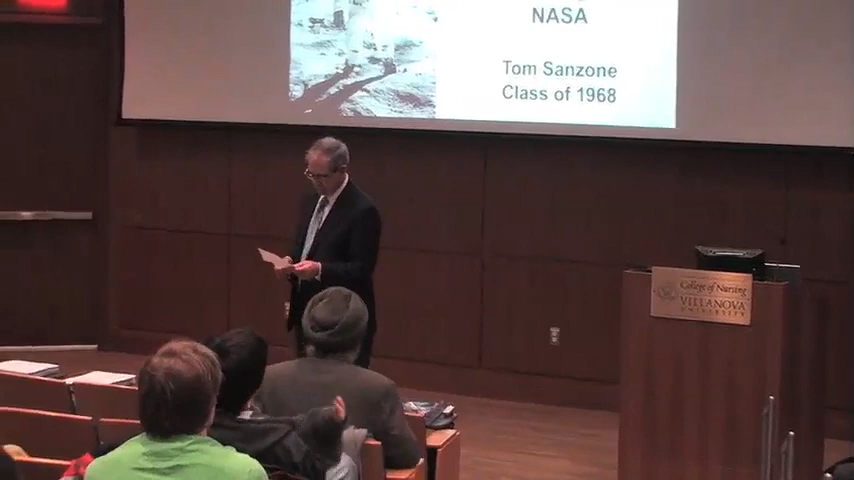 NASA
Tom Sanzone
Class of 1968
College of Nursing
VILLANOVA
UNIVERSITY